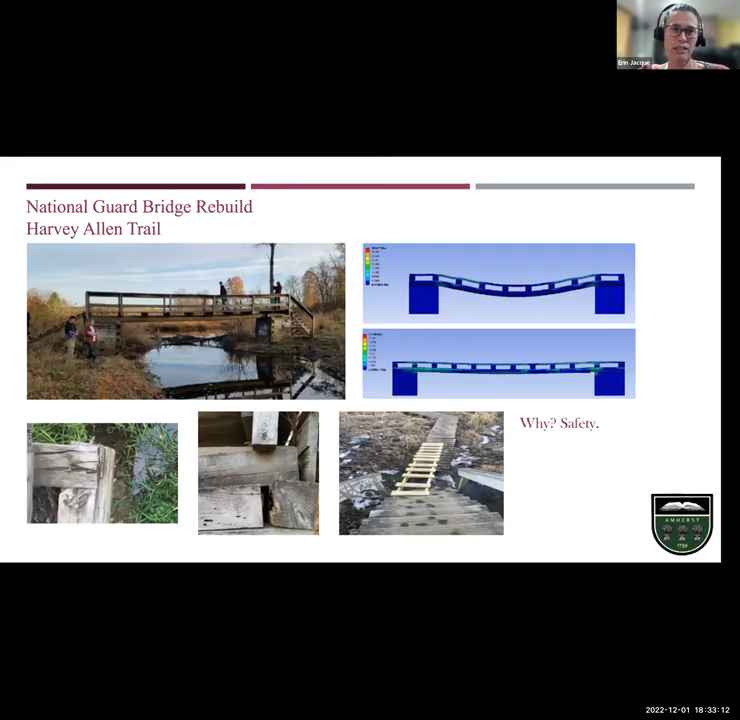 Erin Jacque
National Guard Bridge Rebuild
Harvey Allen Trail
Why? Safety.
AMHERST
1759
2022-12-01 18:33:12